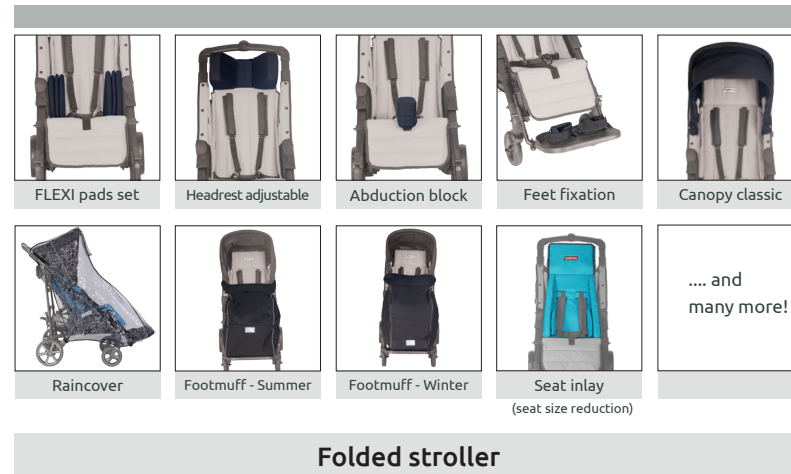 FLEXI pads set
Headrest adjustable
Abduction block
Feet fixation
Canopy classic
.... and
many more!
Raincover
Footmuff - Summer
Footmuff - Winter
Seat inlay
(seat size reduction)
Folded stroller